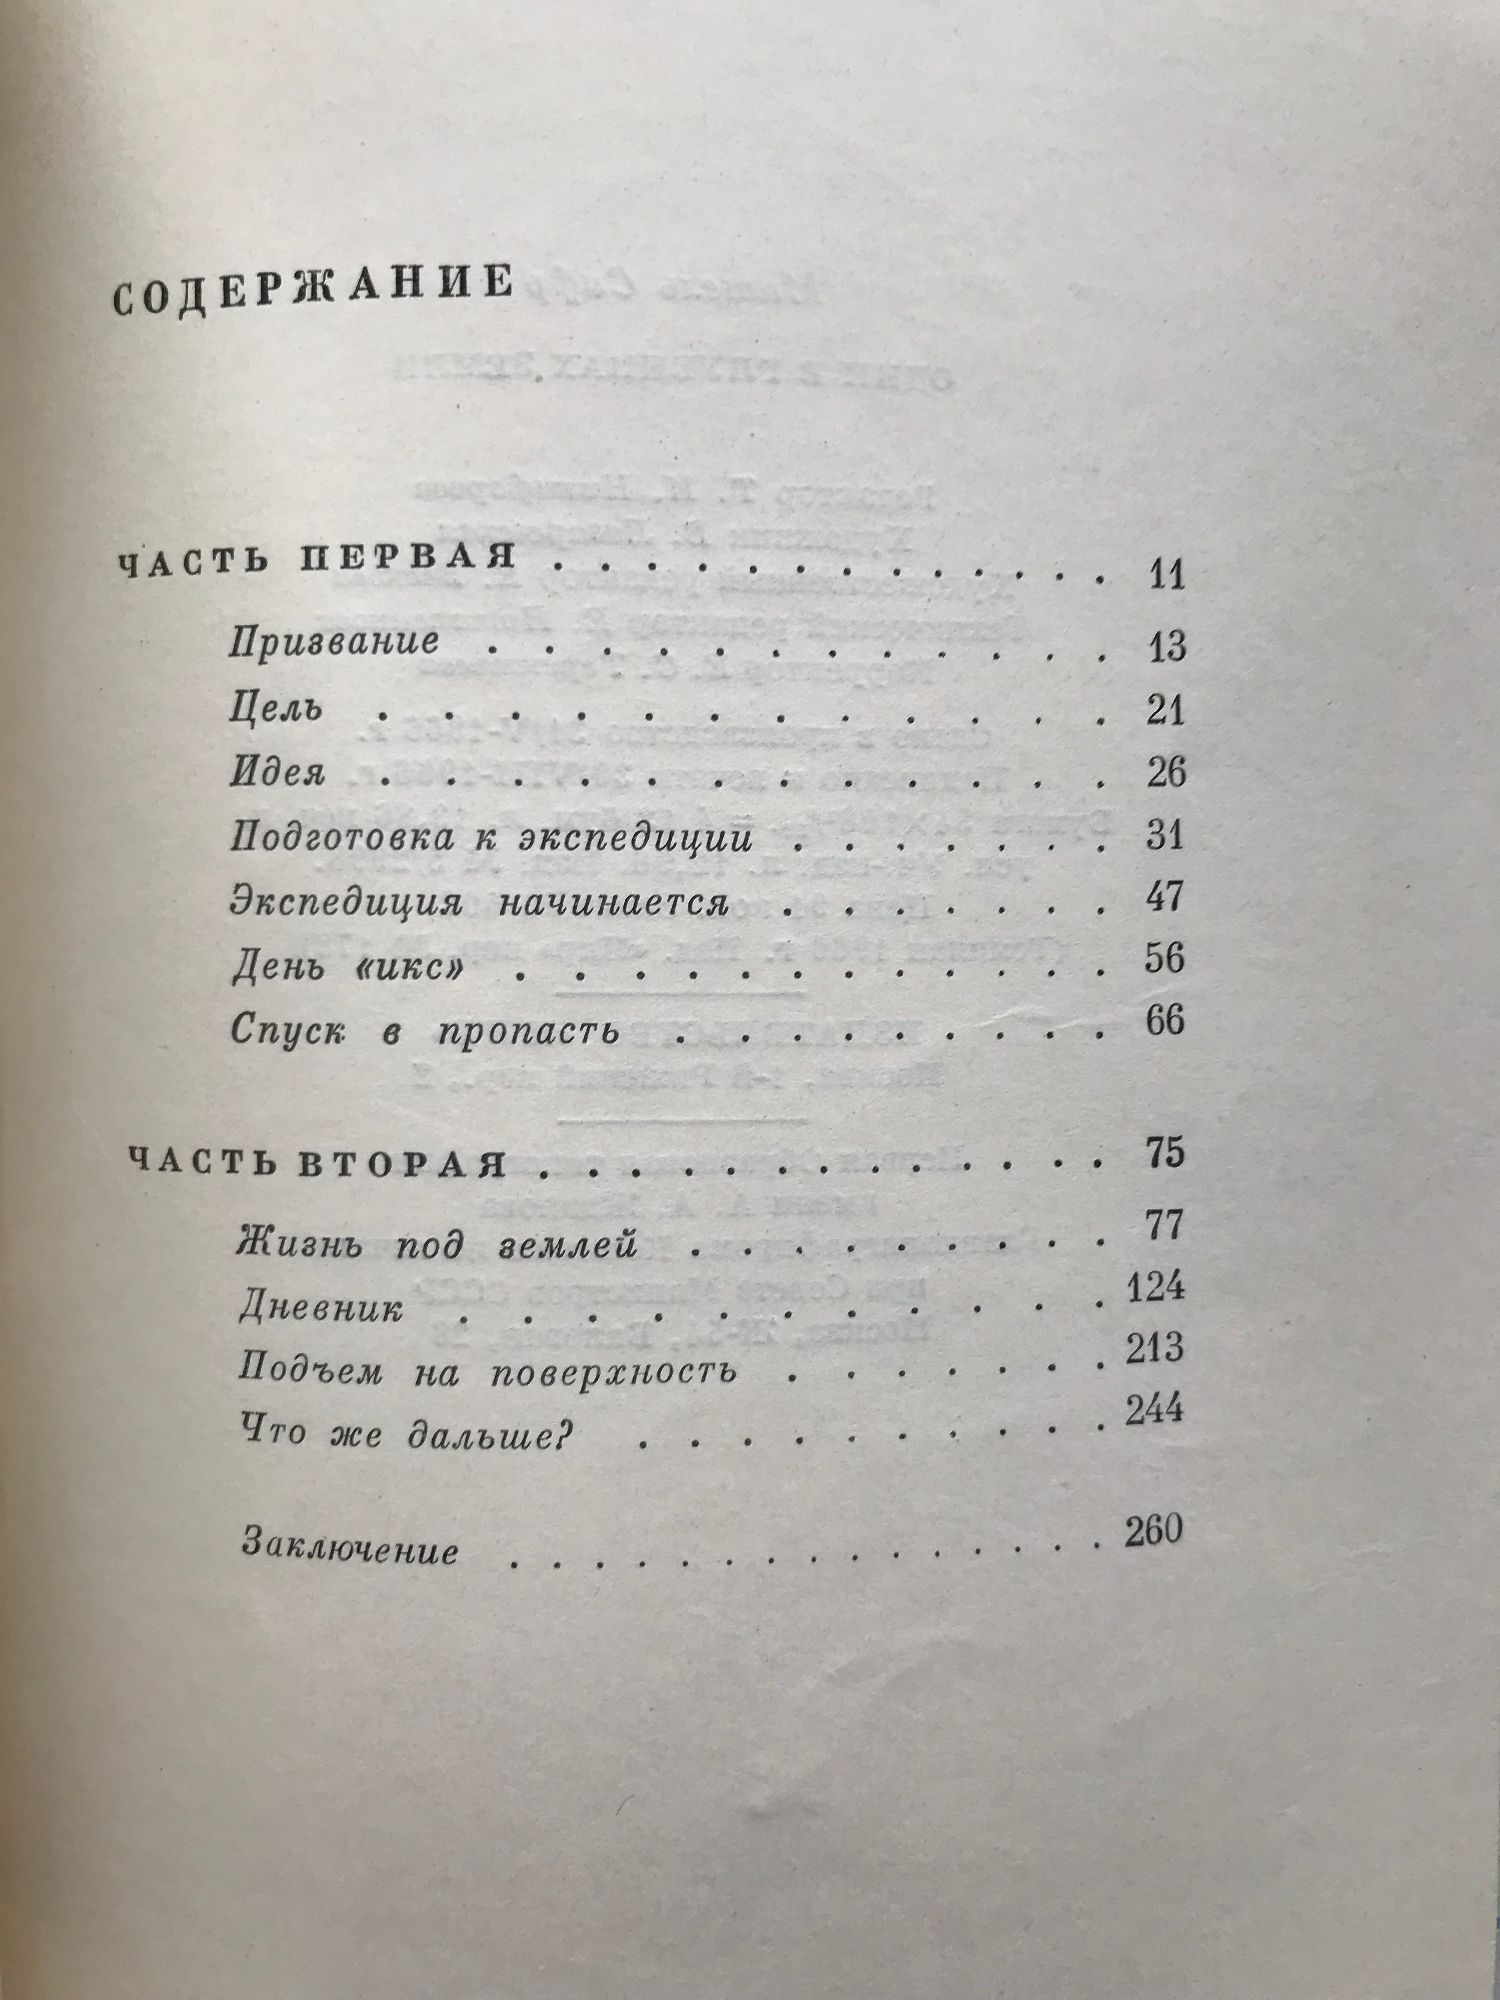 СОДЕРЖАНИЕ
ЧАСТЬ ПЕРВАЯ . . . . . . . . . . . . . 11
Призвание . . . . . . . . . . . . 13
Цель . . . . . . . . . . . . 21
Идея . . . . . . . . . . . . 26
Подготовка к экспедиции . . . . . . . 31
Экспедиция начинается . . . . . . . 47
День «икс» . . . . . . . . . . . 56
Спуск в пропасть . . . . . . . . . 66
ЧАСТЬ ВТОРАЯ . . . . . . . . . . . . . 75
Жизнь под землей . . . . . . . . . 77
Дневник . . . . . . . . . . . 124
Подъем на поверхность . . . . . . . 213
Что же дальше? . . . . . . . . . . 244
Заключение . . . . . . . . . . . . . . . 260